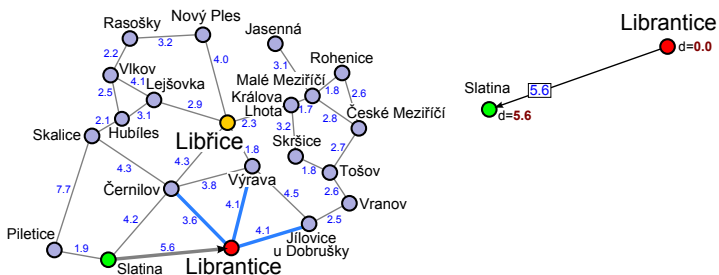 Rasošky
Nový Ples
3.2
2.2
4.0
Jasenná
3.1
Rohenice
Vlkov
4.1
Lejšovka
2.5
3.1
2.9
Malé Meziříčí
1.8
2.6
Králova
Lhota
1.7
2.8
České Meziříčí
2.1
Hubíles
Skalice
Libřice
2.3
3.2
Skršice
2.7
1.8
4.3
4.3
1.8
Tošov
Černilov
3.8
Výrava
4.5
2.6
Vranov
7.7
4.2
3.6
4.1
4.1
2.5
Piletice
1.9
5.6
Jílovice
u Dobrušky
Slatina
Librantice
Librantice
d=0.0
Slatina
5.6
d=5.6